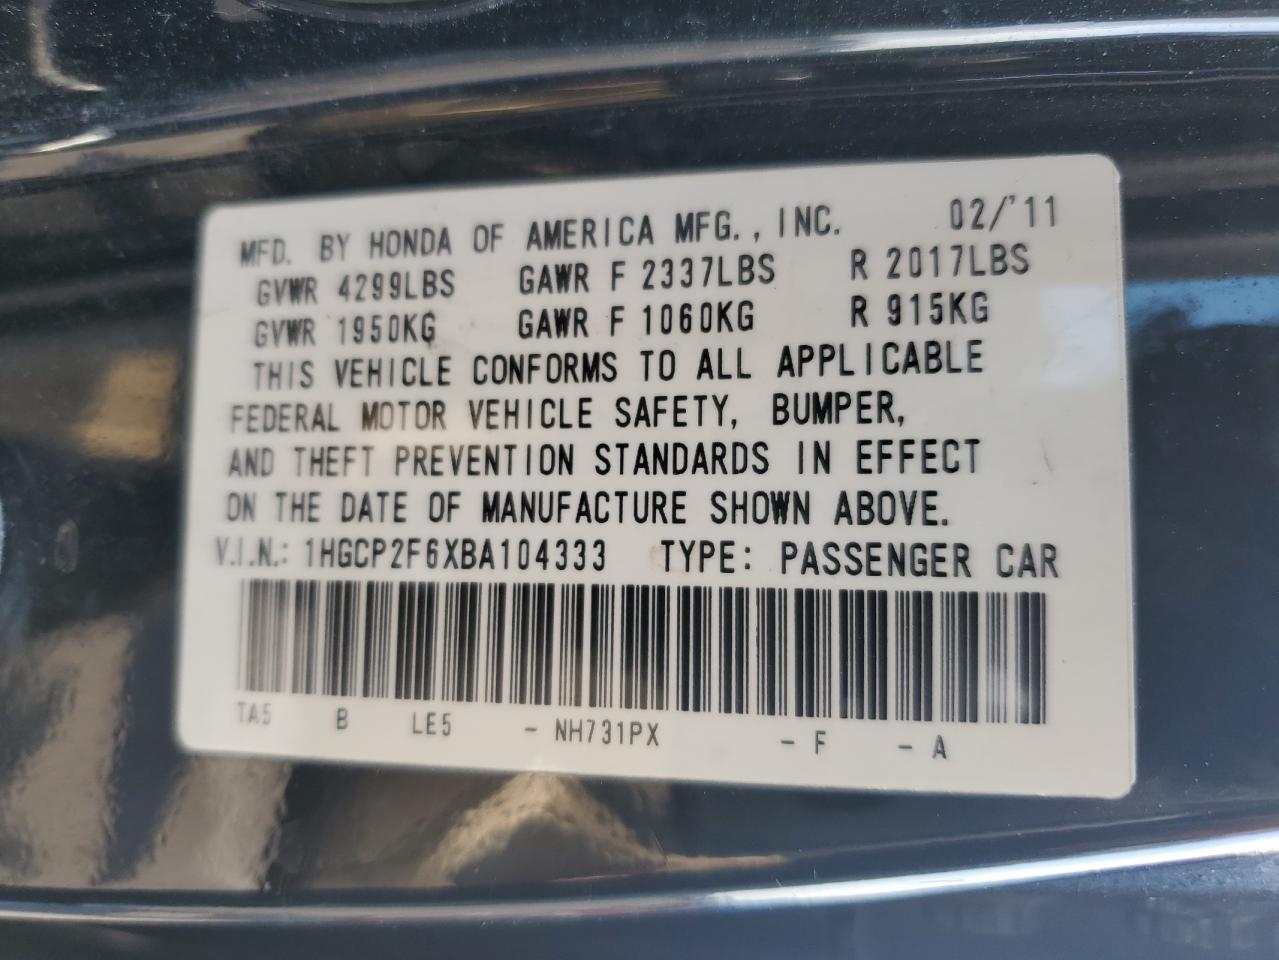 MFD. BY HONDA OF AMERICA MFG., INC. 02/'11
GVWR 4299LBS GAWR F 2337LBS R 2017LBS
GVWR 1950KG GAWR F 1060KG R 915KG
THIS VEHICLE CONFORMS TO ALL APPLICABLE
FEDERAL MOTOR VEHICLE SAFETY, BUMPER,
AND THEFT PREVENTION STANDARDS IN EFFECT
ON THE DATE OF MANUFACTURE SHOWN ABOVE.
V.I.N.: 1HGCP2F6XBA104333 TYPE: PASSENGER CAR
TA5 B LE5 - NH731PX - F - A